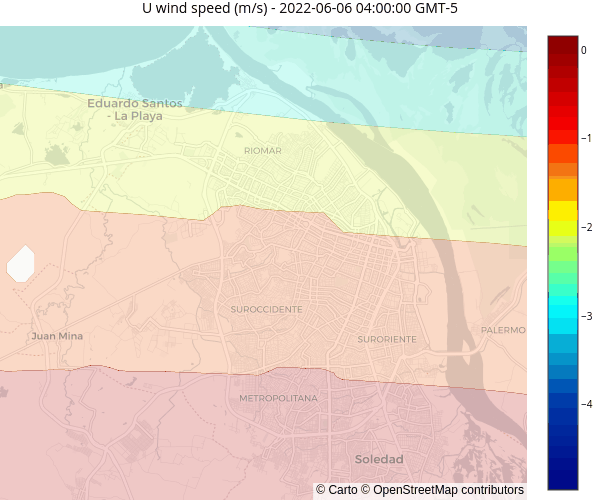 U wind speed (m/s) - 2022-06-06 04:00:00 GMT-5
Eduardo Santos
- La Playa
RIOMAR
SUROCCIDENTE
Juan Mina
SURORIENTE
PALERMO
METROPOLITANA
Soledad
© Carto © OpenStreetMap contributors
0
−1
−2
−3
−4